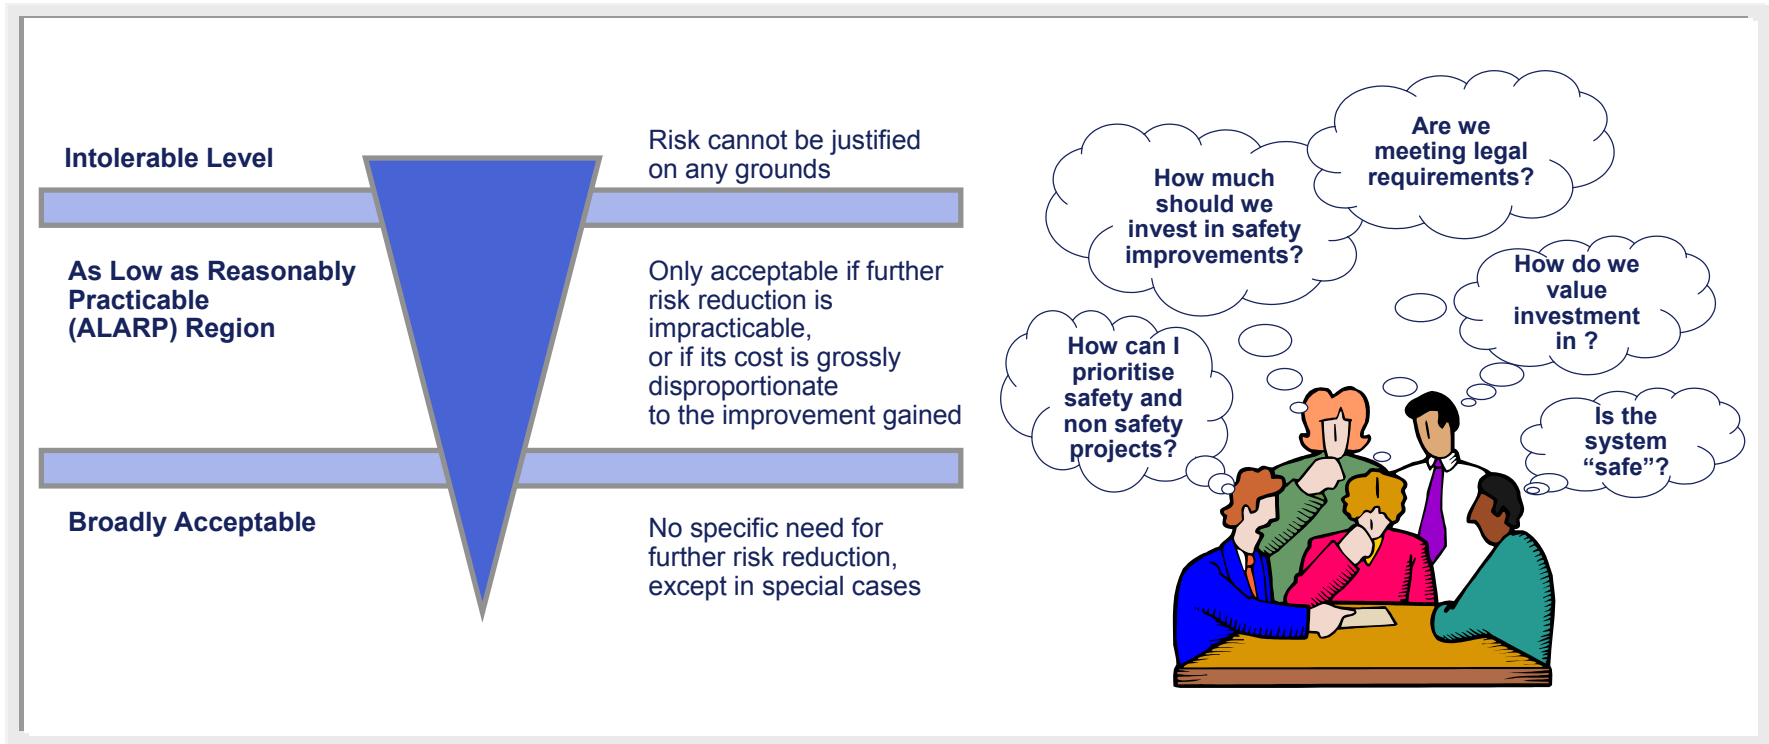 Intolerable Level
Risk cannot be justified
on any grounds
As Low as Reasonably
Practicable
(ALARP) Region
Only acceptable if further
risk reduction is
impracticable,
or if its cost is grossly
disproportionate
to the improvement gained
Broadly Acceptable
No specific need for
further risk reduction,
except in special cases
Are we
meeting legal
requirements?
How much
should we
invest in safety
improvements?
How do we
value
investment
in ?
How can I
prioritise
safety and
non safety
projects?
Is the
system
“safe”?